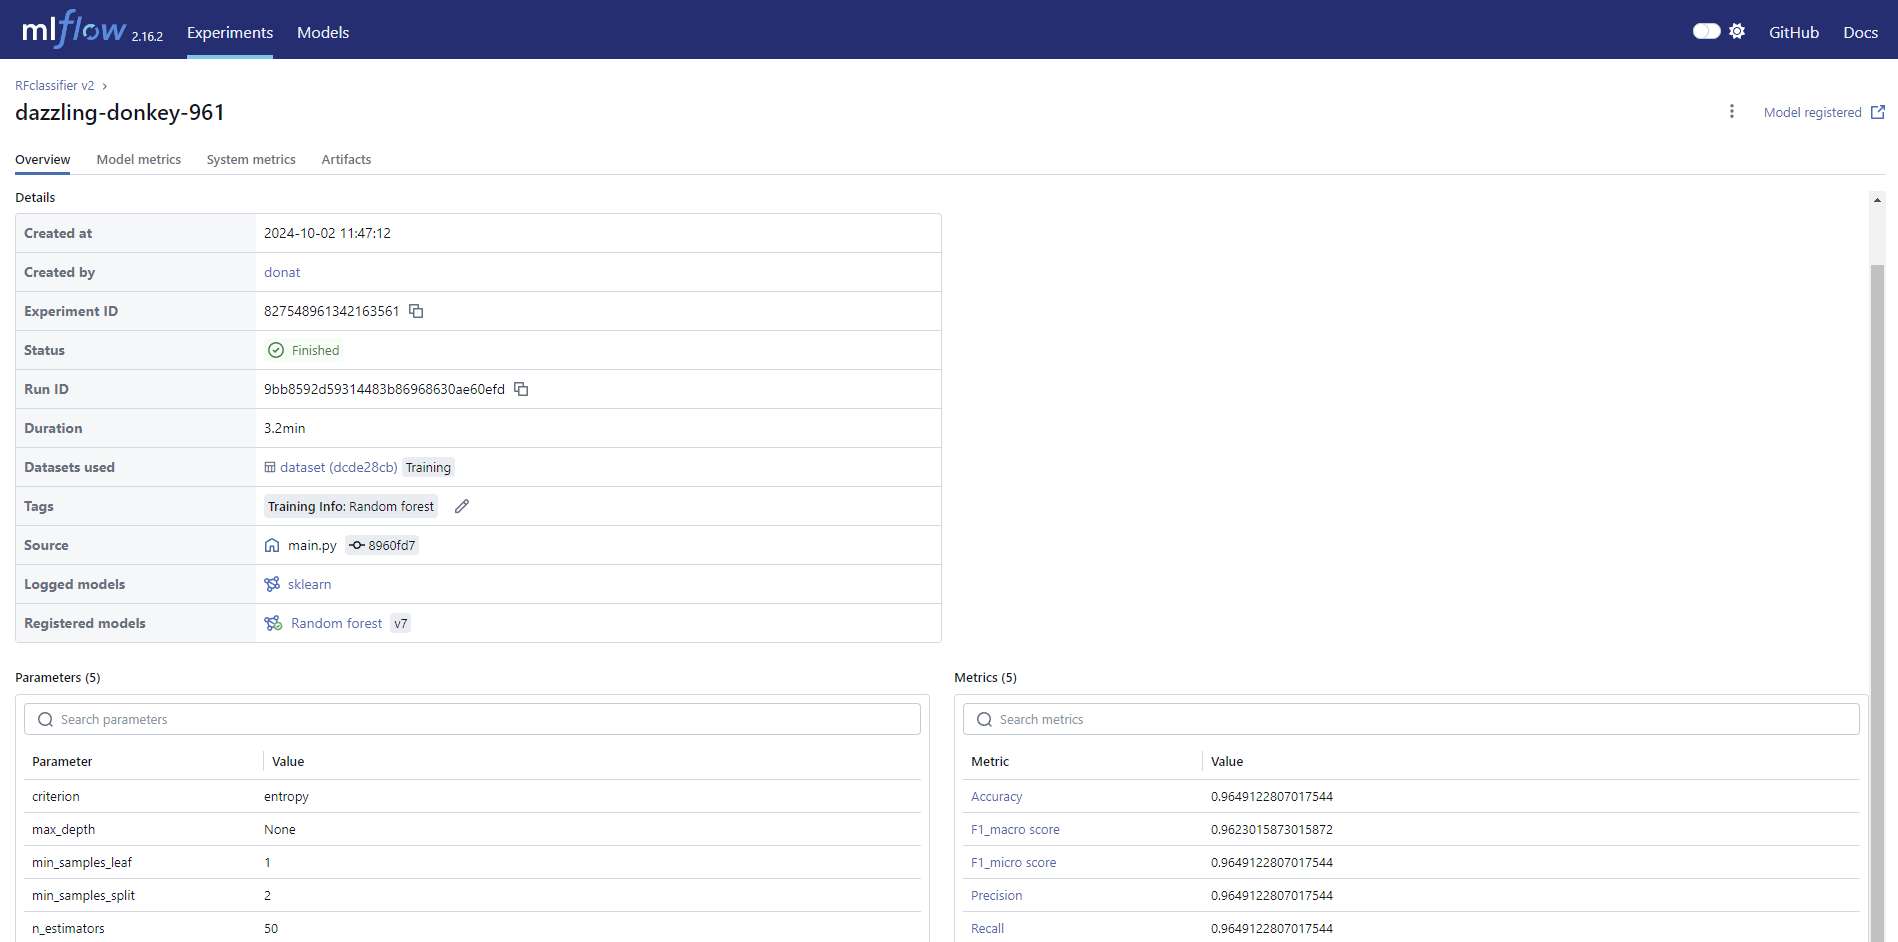 mlflow 2.16.2 Experiments Models GitHub Docs
RFclassifier v2 ›
dazzling-donkey-961
Model registered
Overview Model metrics System metrics Artifacts
Details
Created at 2024-10-02 11:47:12
Created by donat
Experiment ID 827548961342163561
Status Finished
Run ID 9bb8592d59314483b86968630ae60efd
Duration 3.2min
Datasets used dataset (dcde28cb) Training
Tags Training Info: Random forest
Source main.py 8960fd7
Logged models sklearn
Registered models Random forest v7
Parameters (5)
Search parameters
Parameter Value
criterion entropy
max_depth None
min_samples_leaf 1
min_samples_split 2
n_estimators 50
Metrics (5)
Search metrics
Metric Value
Accuracy 0.9649122807017544
F1_macro score 0.9623015873015872
F1_micro score 0.9649122807017544
Precision 0.9649122807017544
Recall 0.9649122807017544